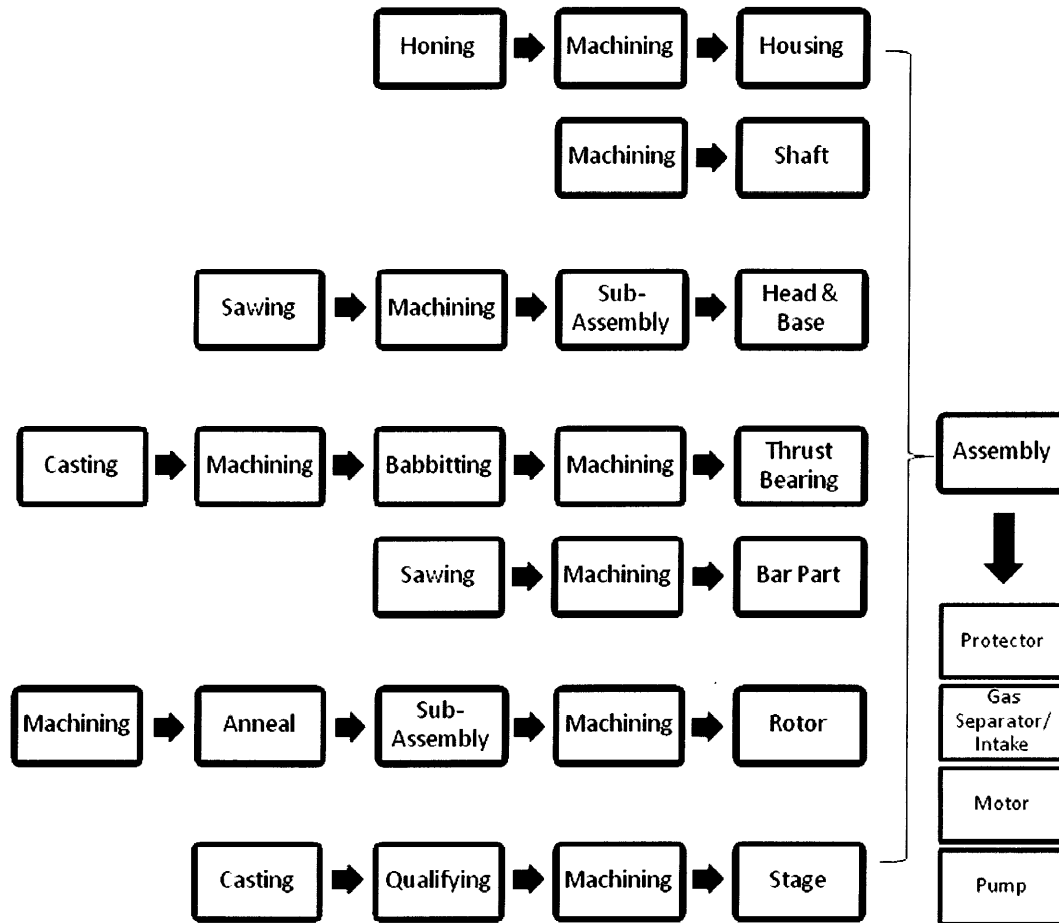 Honing Machining Housing
Machining Shaft
Sawing Machining Sub-
Assembly Head &
Base
Casting Machining Babbitting Machining Thrust
Bearing
Assembly
Sawing Machining Bar Part
Machining Anneal Sub-
Assembly Machining Rotor
Casting Qualifying Machining Stage
Protector
Gas
Separator/
Intake
Motor
Pump